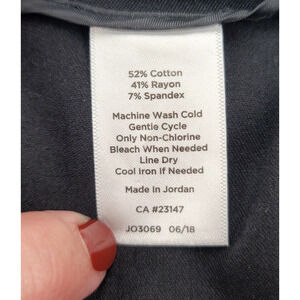 52% Cotton
41% Rayon
7% Spandex
Machine Wash Cold
Gentle Cycle
Only Non-Chlorine
Bleach When Needed
Line Dry
Cool Iron If Needed
Made in Jordan
CA #23147
JO3069 06/18